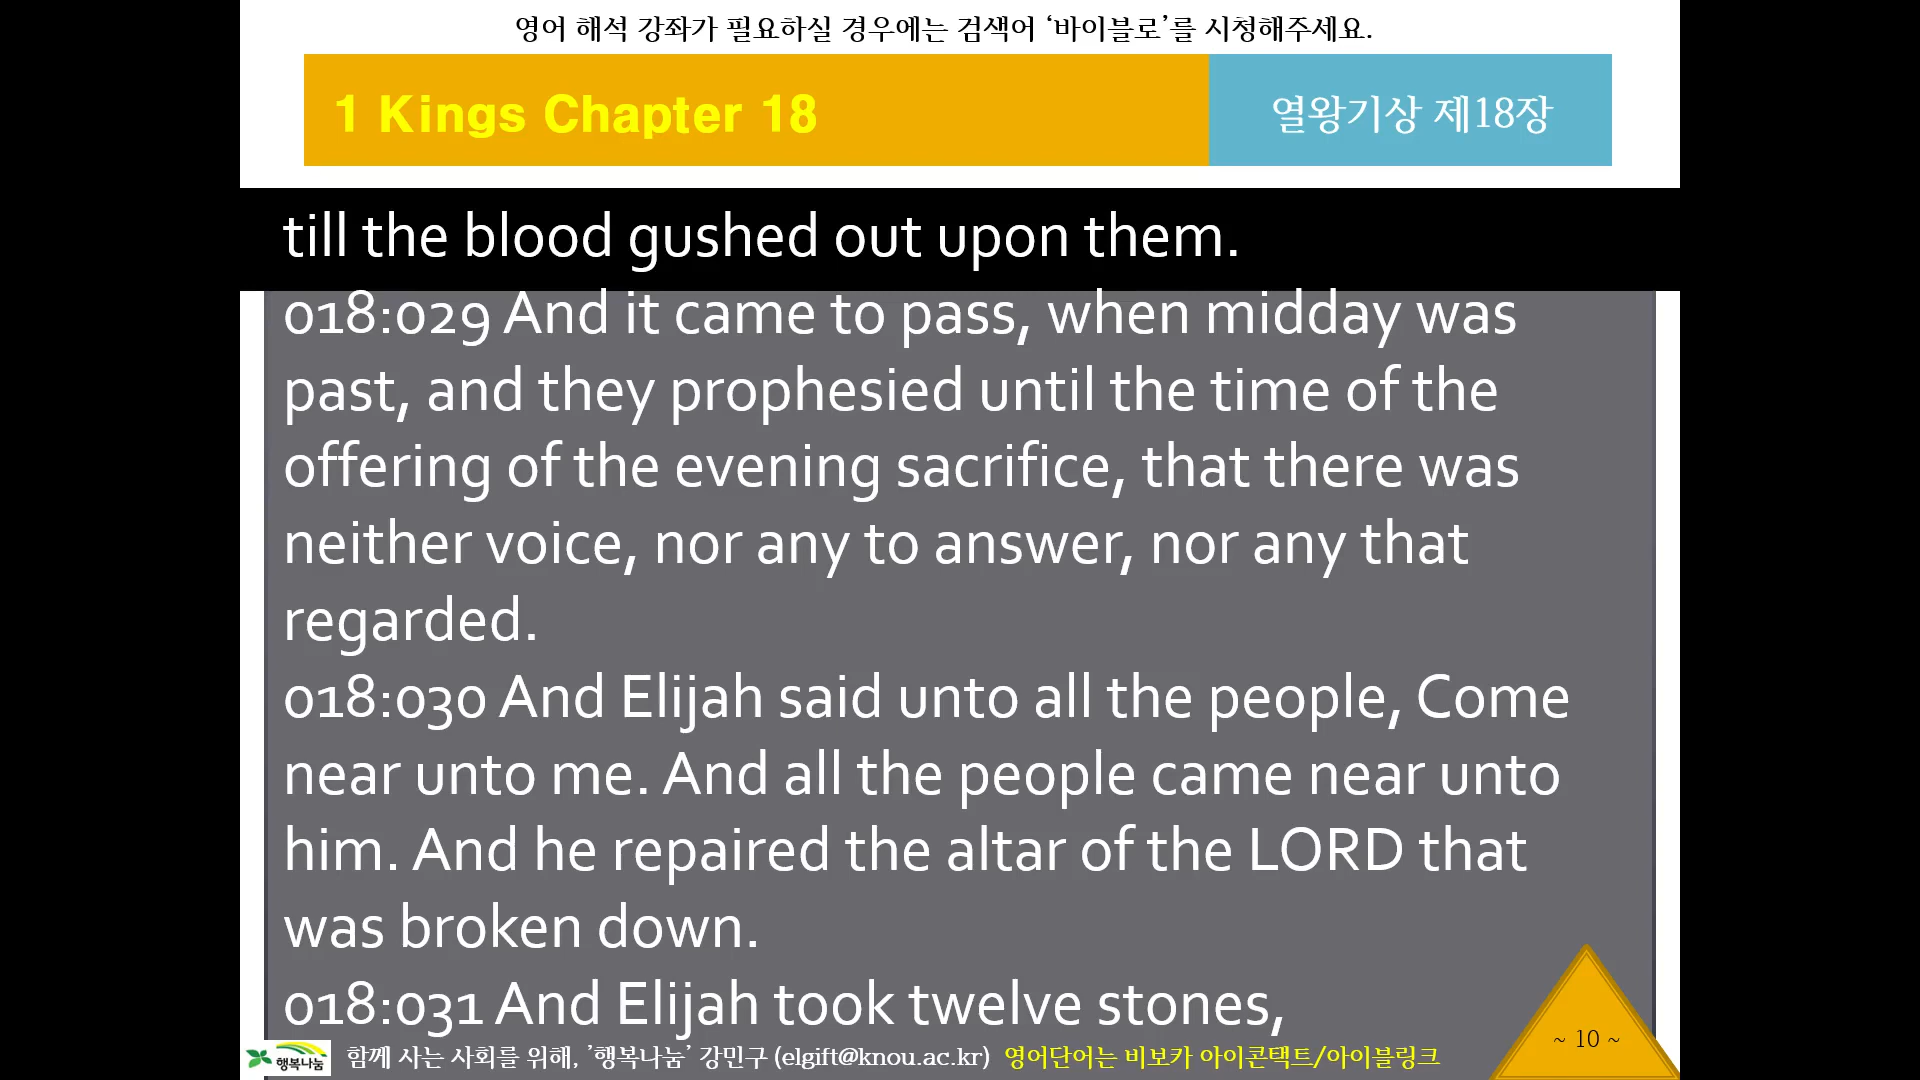 영어 해석 강좌가 필요하실 경우에는 검색어 ‘바이블로’를 시청해주세요.
1 Kings Chapter 18
열왕기상 제18장
till the blood gushed out upon them.
018:029 And it came to pass, when midday was
past, and they prophesied until the time of the
offering of the evening sacrifice, that there was
neither voice, nor any to answer, nor any that
regarded.
018:030 And Elijah said unto all the people, Come
near unto me. And all the people came near unto
him. And he repaired the altar of the LORD that
was broken down.
018:031 And Elijah took twelve stones,
~ 10 ~
행복나눔
함께 사는 사회를 위해, ’행복나눔’ 강민구 (elgift@knou.ac.kr) 영어단어는 비보카 아이콘택트/아이블링크